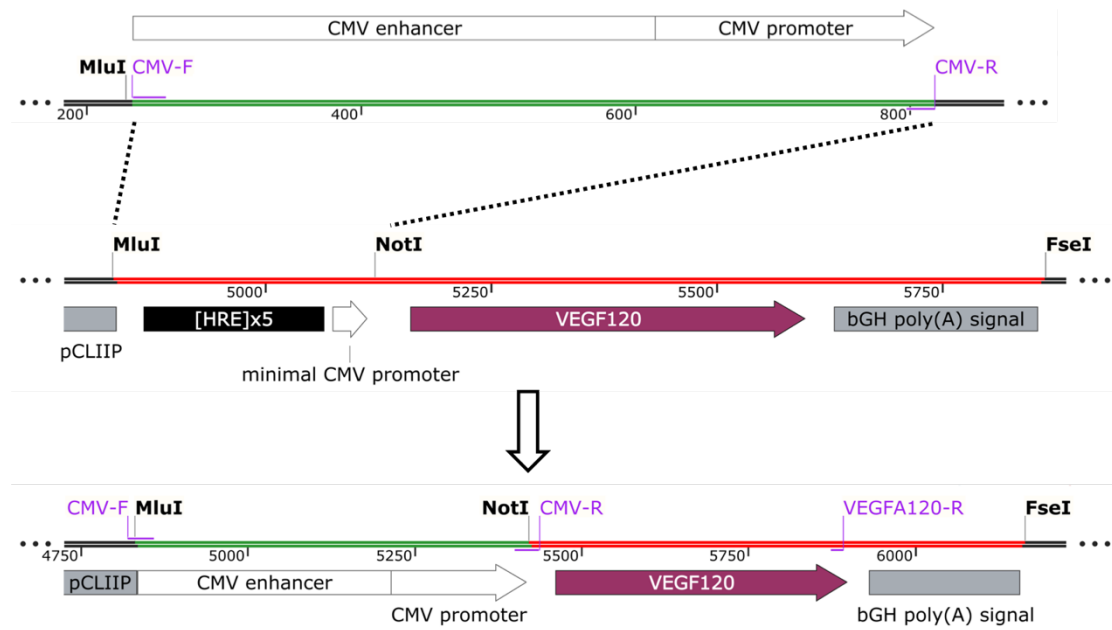 CMV enhancer CMV promoter
MluI CMV-F CMV-R
200 400 600 800
MluI NotI FseI
5000 5250 5500 5750
[HRE]x5 VEGF120 bGH poly(A) signal
pCLIIP
minimal CMV promoter
CMV-F MluI NotI CMV-R VEGFA120-R FseI
4750 5000 5250 5500 5750 6000
pCLIIP CMV enhancer VEGF120
CMV promoter bGH poly(A) signal